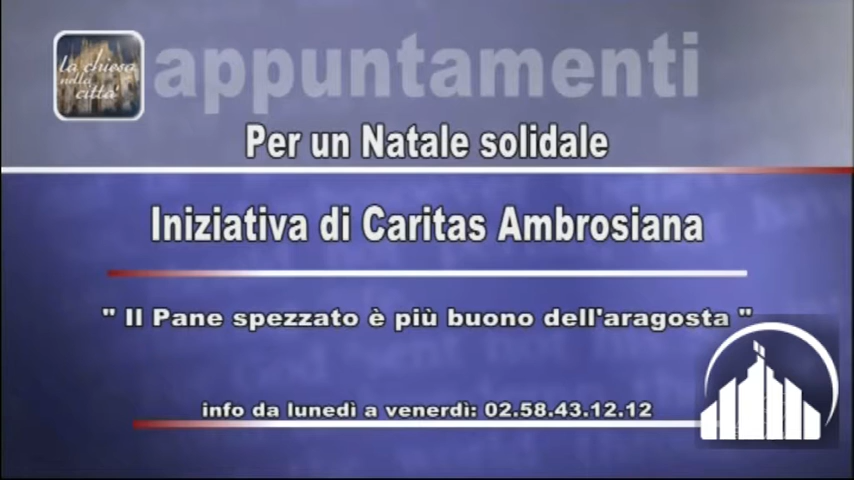 la chiesa
nella
città
appuntamenti
Per un Natale solidale
Iniziativa di Caritas Ambrosiana
" Il Pane spezzato è più buono dell'aragosta "
info da lunedì a venerdì: 02.58.43.12.12